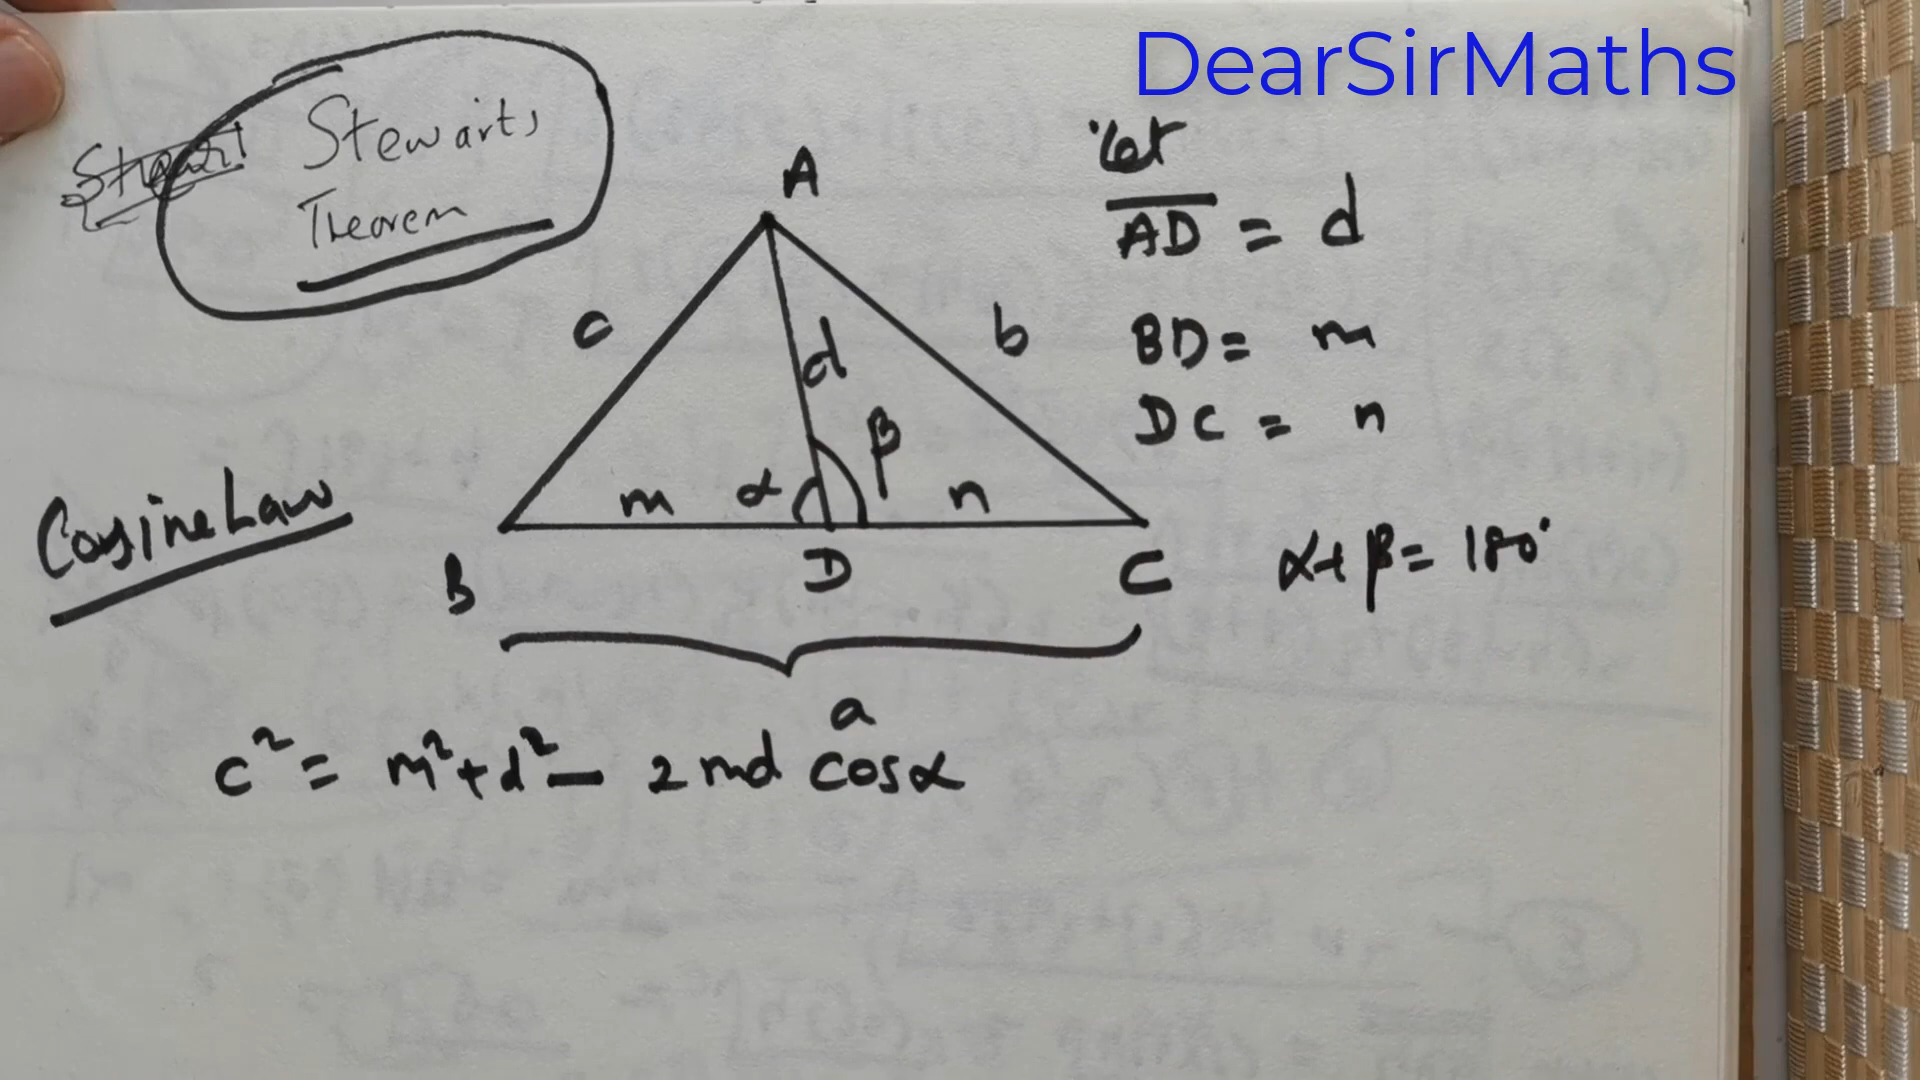 DearSirMaths
Stewarts
Theorem
let
AD = d
BD = m
DC = n
A
c
b
d
β
m
α
n
B
D
C
α+β = 180°
Cosine Law
a
c² = m² + d² — 2md cosα